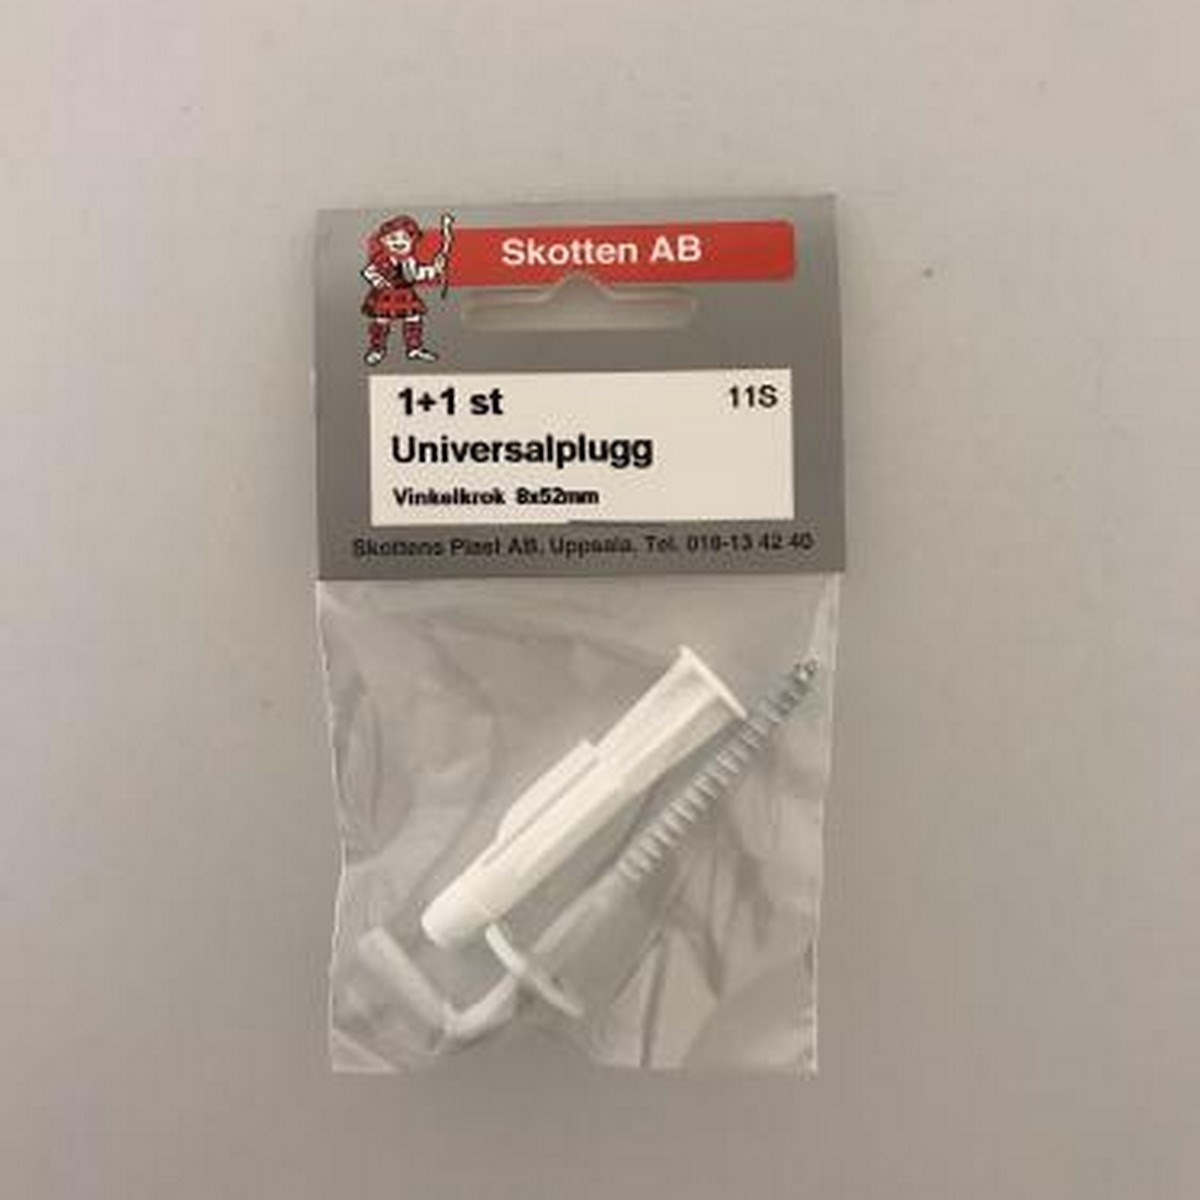 Skotten AB
1+1 st
11S
Universalplugg
Vinkelkrok 8x52mm
Skottens Plast AB, Uppsala. Tel. 018-13 42 40